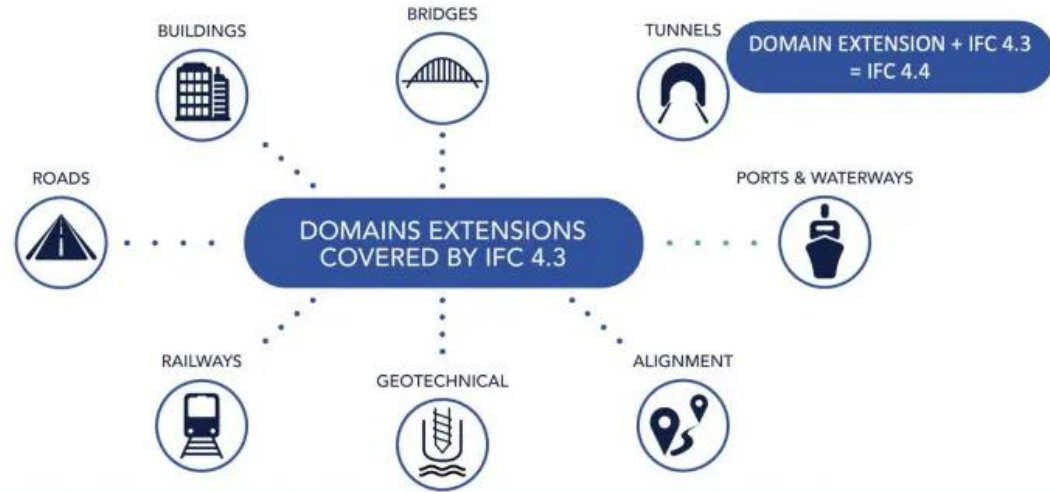 BRIDGES
BUILDINGS
TUNNELS
DOMAIN EXTENSION + IFC 4.3
= IFC 4.4
ROADS
PORTS & WATERWAYS
DOMAINS EXTENSIONS
COVERED BY IFC 4.3
RAILWAYS
GEOTECHNICAL
ALIGNMENT